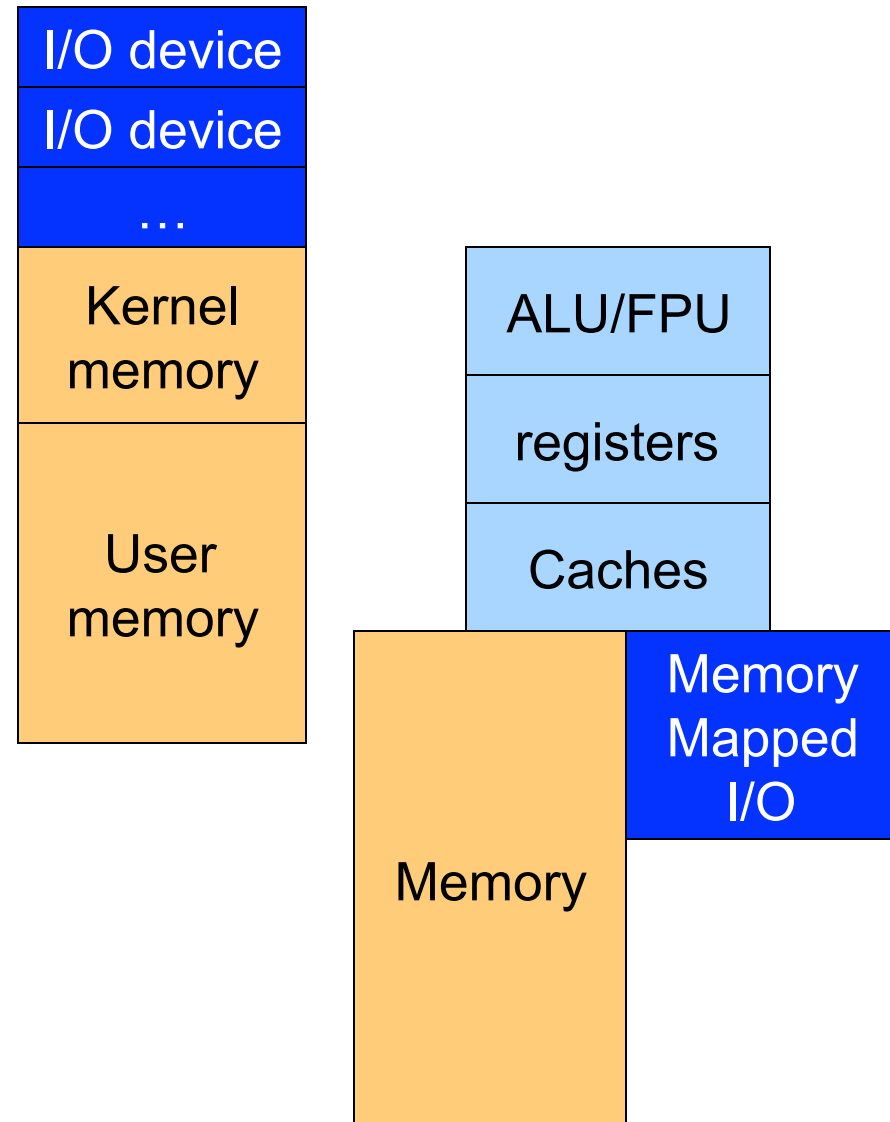 I/O device
I/O device
…
Kernel
memory
User
memory
ALU/FPU
registers
Caches
Memory
Mapped
I/O
Memory